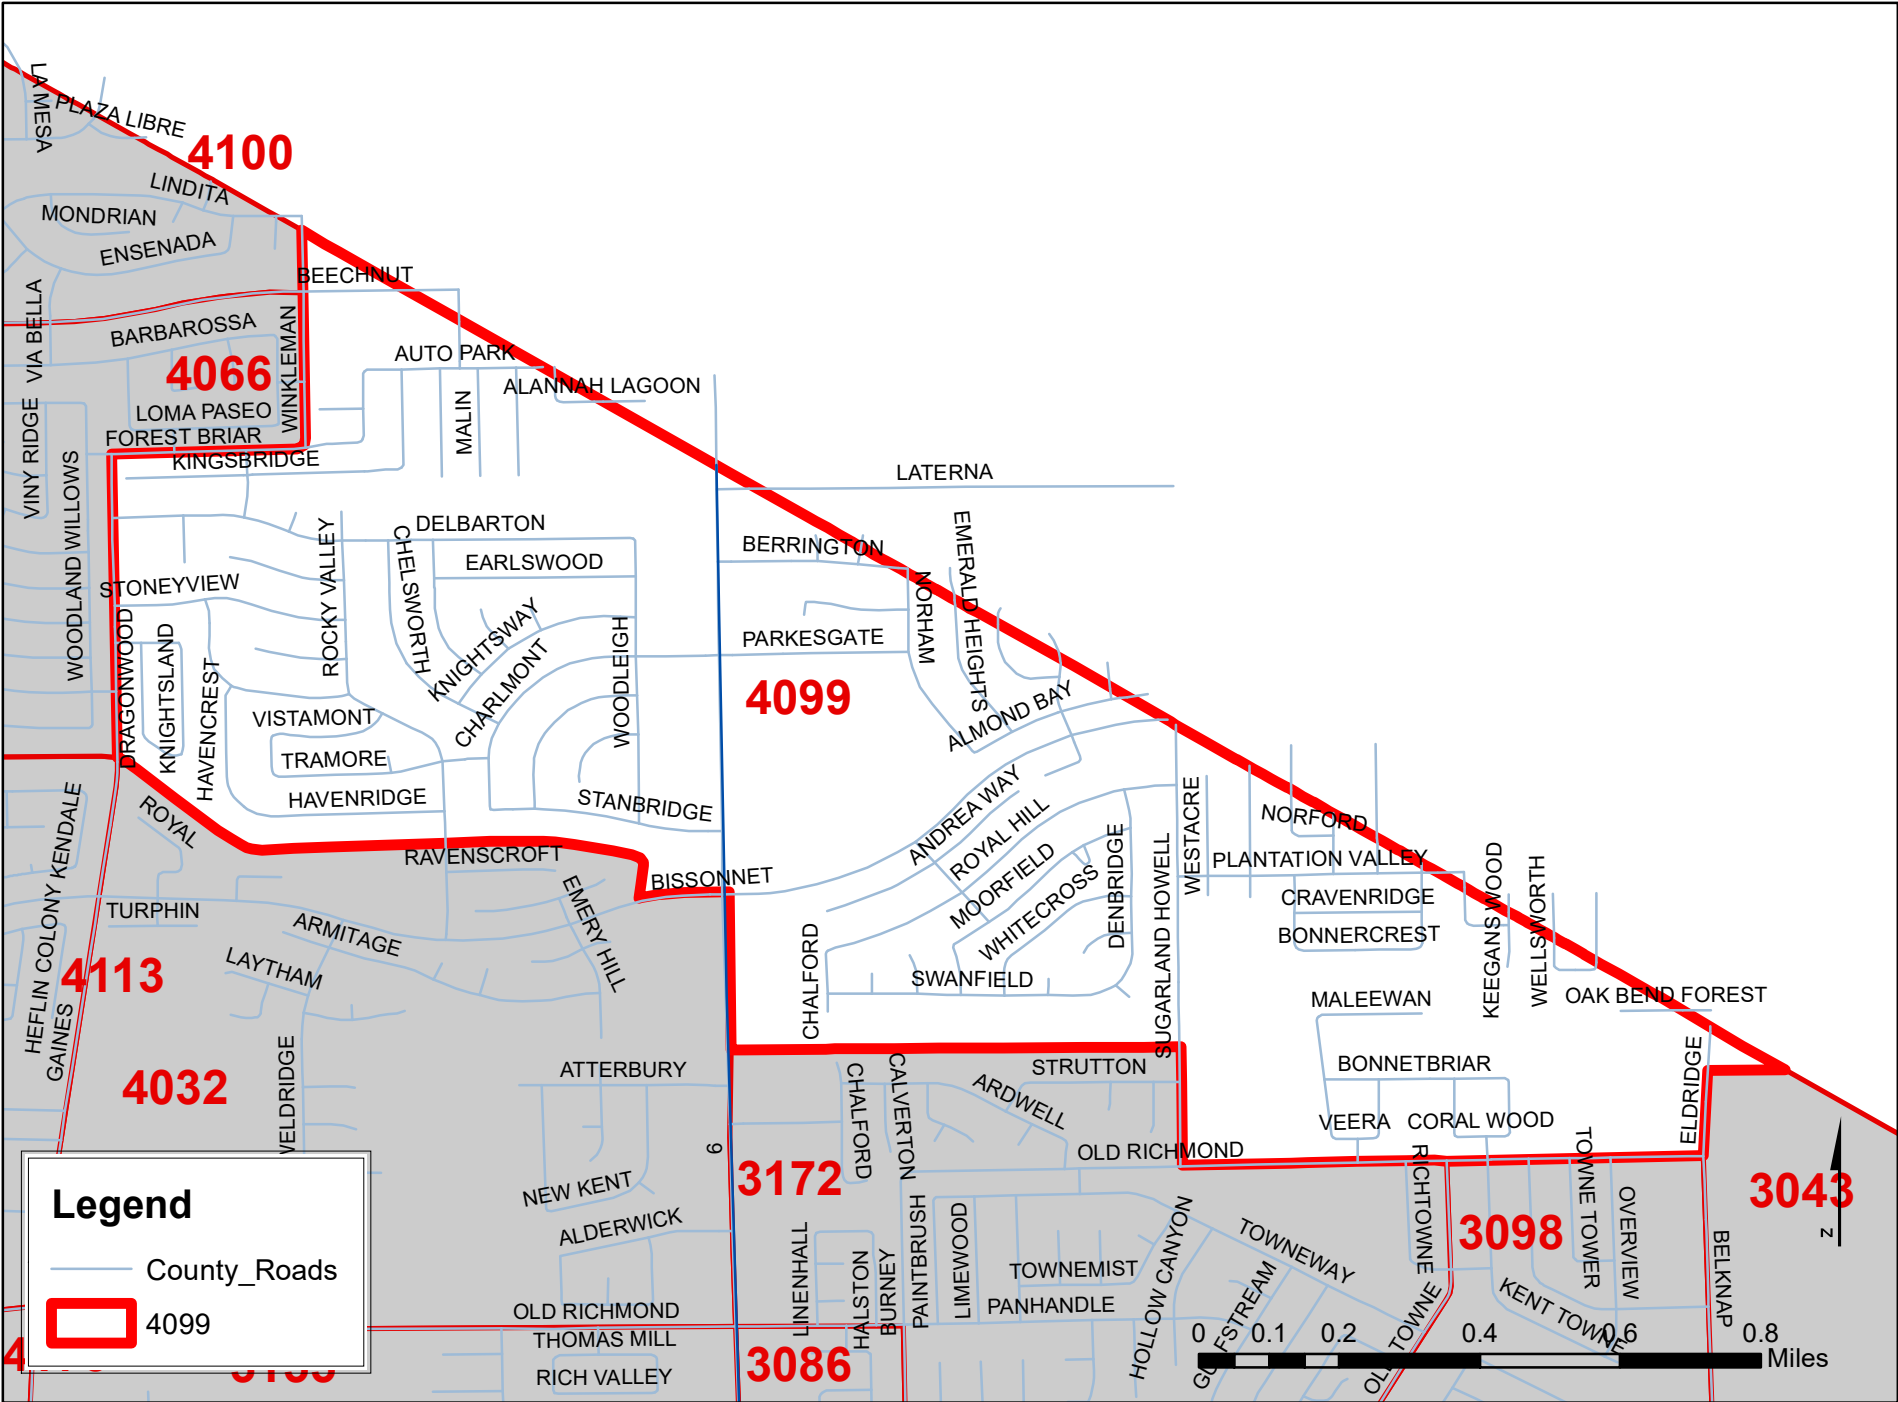 LA MESA
PLAZA LIBRE
4100
LINDITA
MONDRIAN
ENSENADA
BEECHNUT
VIA BELLA
BARBAROSSA
WINKLEMAN
4066
AUTO PARK
ALANNAH LAGOON
MALIN
LOMA PASEO
FOREST BRIAR
KINGSBRIDGE
VINY RIDGE
WOODLAND WILLOWS
LATERNA
DELBARTON
EARLSWOOD
CHELSWORTH
ROCKY VALLEY
BERRINGTON
EMERALD HEIGHTS
NORHAM
STONEYVIEW
KNIGHTSWAY
CHARLMONT
WOODLEIGH
PARKESGATE
DRAGONWOOD
KNIGHTSLAND
HAVENCREST
4099
ALMOND BAY
VISTAMONT
TRAMORE
HAVENRIDGE
STANBRIDGE
ROYAL
RAVENSCROFT
BISSONNET
ANDREA WAY
ROYAL HILL
MOORFIELD
WHITECROSS
DENBRIDGE
SUGARLAND HOWELL
WESTACRE
NORFORD
PLANTATION VALLEY
CRAVENRIDGE
BONNERCREST
KEEGANS WOOD
WELLSWORTH
KENDALE
HEFLIN COLONY
TURPHIN
ARMITAGE
EMERY HILL
LAYTHAM
4113
GAINES
CHALFORD
SWANFIELD
MALEEWAN
OAK BEND FOREST
4032
WELDRIDGE
ATTERBURY
STRUTTON
CHALFORD
CALVERTON
ARDWELL
BONNETBRIAR
VEERA
CORAL WOOD
ELDRIDGE
6
OLD RICHMOND
3172
RICHTOWNE
3098
TOWNE TOWER
OVERVIEW
3043
NEW KENT
ALDERWICK
LINENHALL
HALSTON
BURNEY
PAINTBRUSH
LIMEWOOD
TOWNEMIST
PANHANDLE
HOLLOW CANYON
TOWNEWAY
GULFSTREAM
OLD TOWNE
KENT TOWNE
BELKNAP
z
Legend
County_Roads
4099
OLD RICHMOND
THOMAS MILL
RICH VALLEY
3086
0 0.1 0.2 0.4 0.6 0.8
Miles